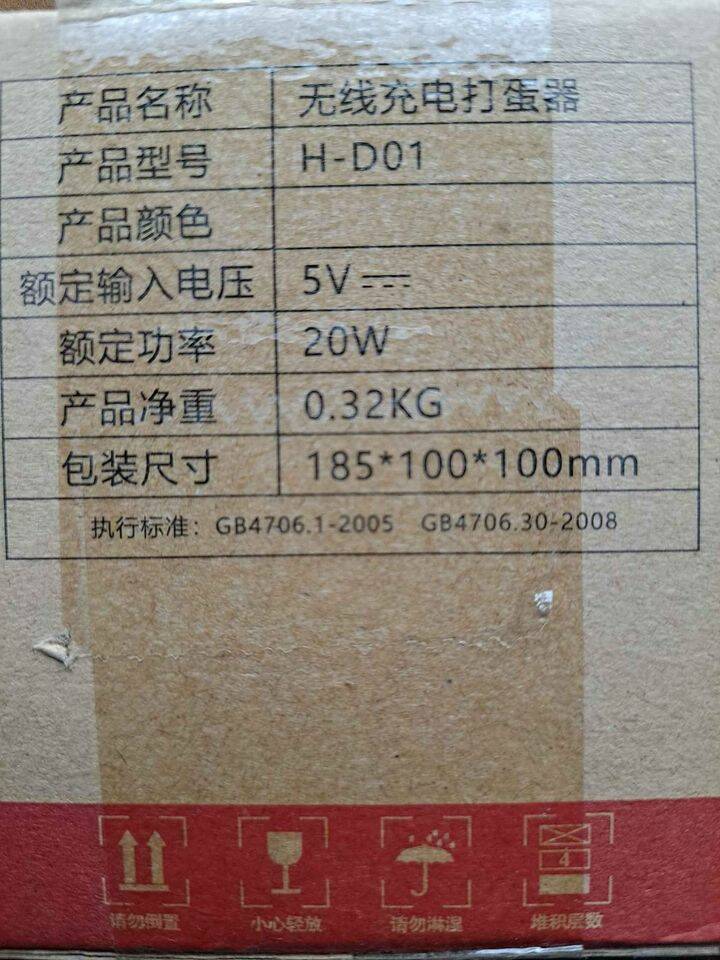 产品名称 无线充电打蛋器
产品型号 H-D01
产品颜色
额定输入电压 5V
额定功率 20W
产品净重 0.32KG
包装尺寸 185*100*100mm
执行标准：GB4706.1-2005 GB4706.30-2008
4
请勿倒置 小心轻放 请勿淋湿 堆积层数